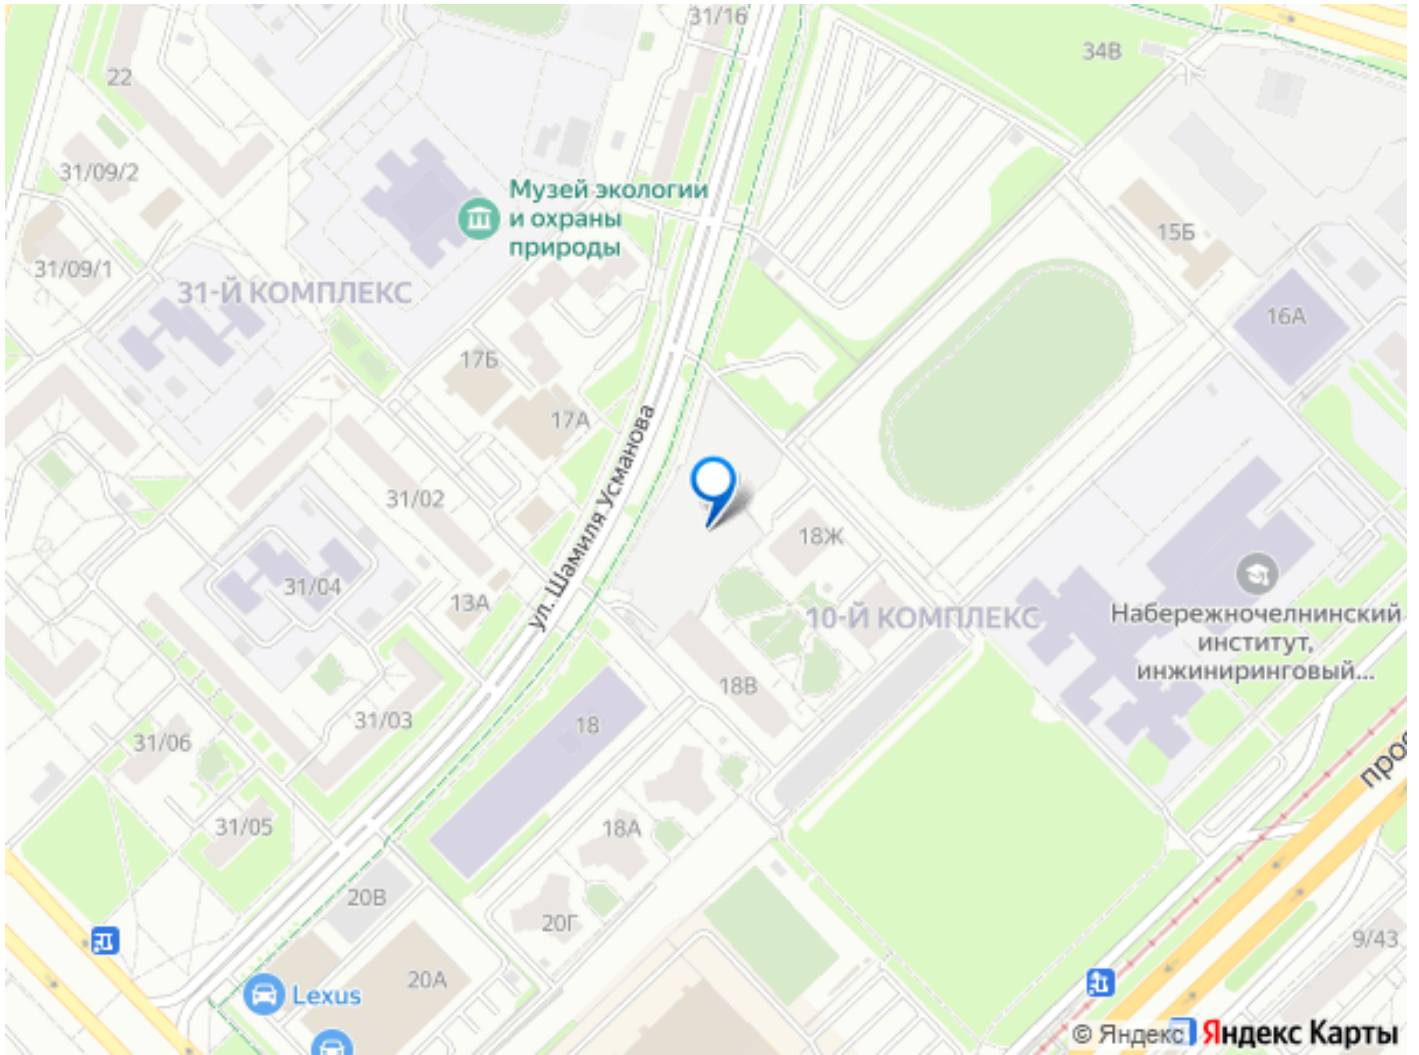 31/16
34В
22
31/09/2
Музей экологии
и охраны
природы
15Б
31/09/1
31-Й КОМПЛЕКС
16А
17Б
17А
ул. Шамиля Усманова
31/02
18Ж
31/04
13А
10-Й КОМПЛЕКС
Набережночелнинский
институт,
инжиниринговый...
18В
31/03
18
31/06
31/05
18А
20В
20Г
9/43
20А
Lexus
© Яндекс
Яндекс Карты